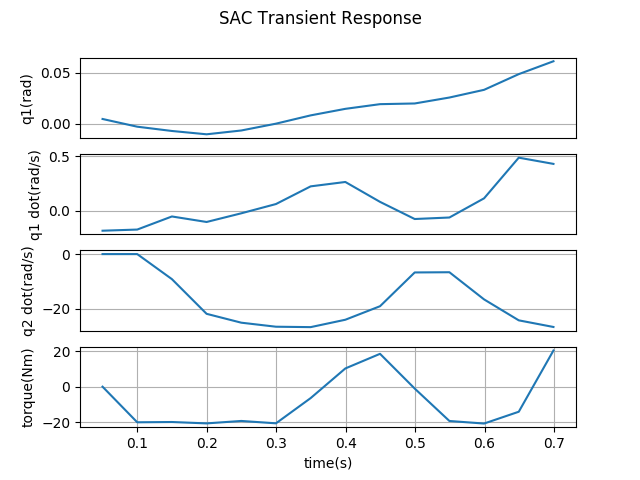 SAC Transient Response
q1(rad)
0.05
0.00
q1 dot(rad/s)
0.5
0.0
q2 dot(rad/s)
0
−20
torque(Nm)
20
0
−20
0.1 0.2 0.3 0.4 0.5 0.6 0.7
time(s)